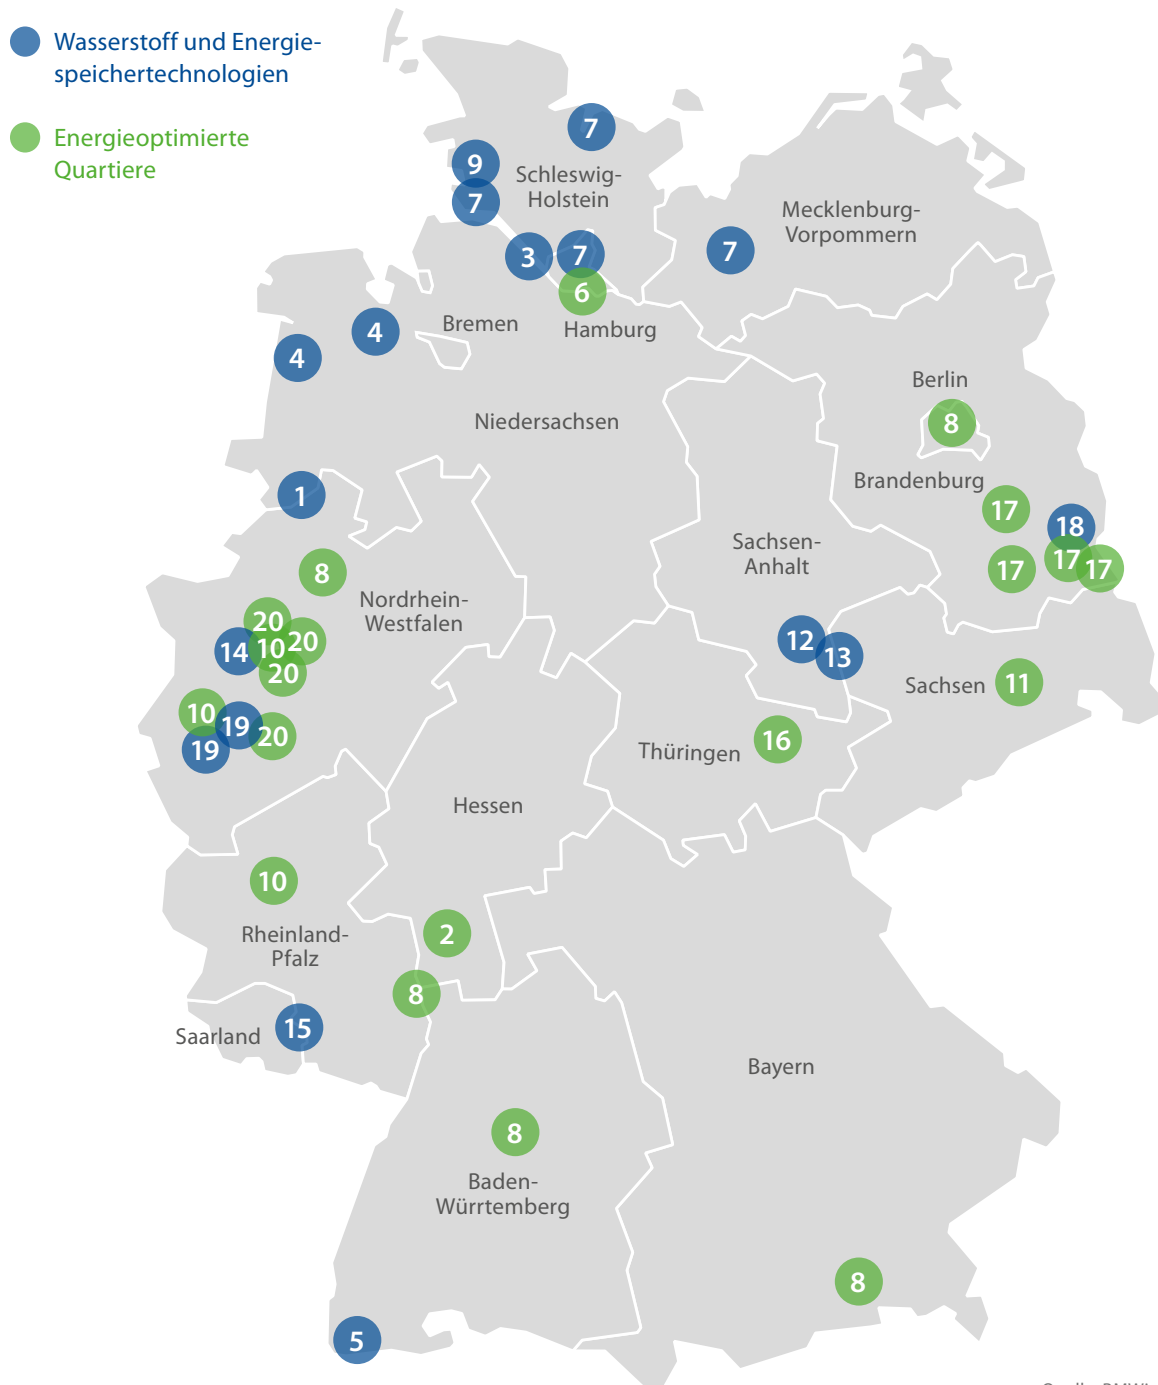 Wasserstoff und Energie-
speichertechnologien
Energieoptimierte
Quartiere
7
9
Schleswig-
Holstein
7
Mecklenburg-
Vorpommern
7
3
7
6
Bremen
Hamburg
4
4
Berlin
8
Niedersachsen
Brandenburg
1
17
18
Sachsen-
Anhalt
17
17
17
8
Nordrhein-
Westfalen
20
14
10
20
20
12
13
Sachsen
11
10
19
20
19
Thüringen
16
Hessen
10
Rheinland-
Pfalz
2
8
Saarland
15
Bayern
8
Baden-
Würrtemberg
8
5